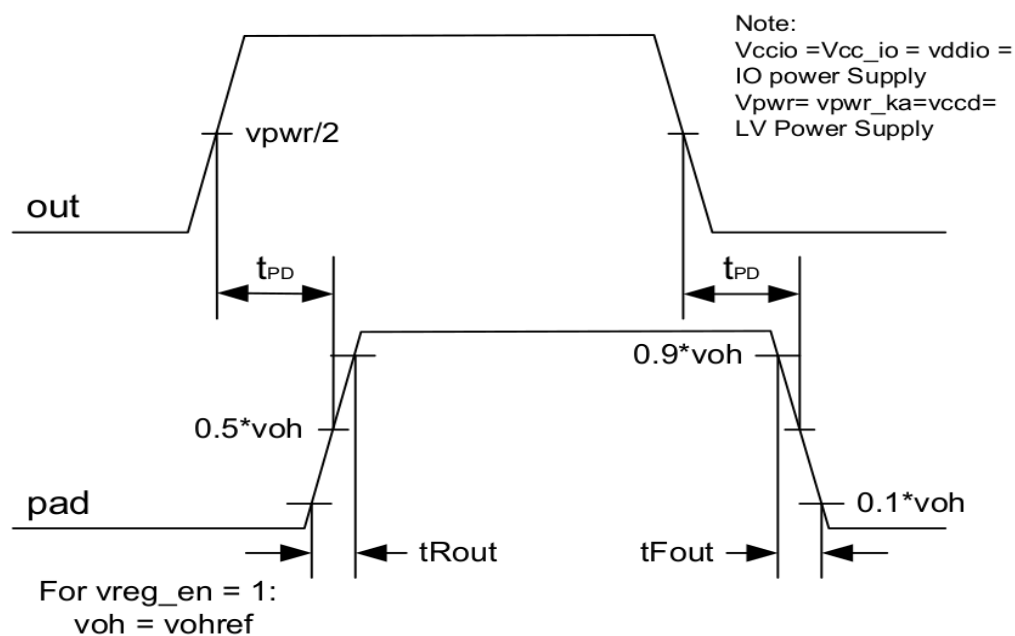 Note:
Vccio =Vcc_io = vddio =
IO power Supply
Vpwr= vpwr_ka=vccd=
LV Power Supply
vpwr/2
out
tPD
tPD
0.9*voh
0.5*voh
pad
0.1*voh
tRout
tFout
For vreg_en = 1:
voh = vohref